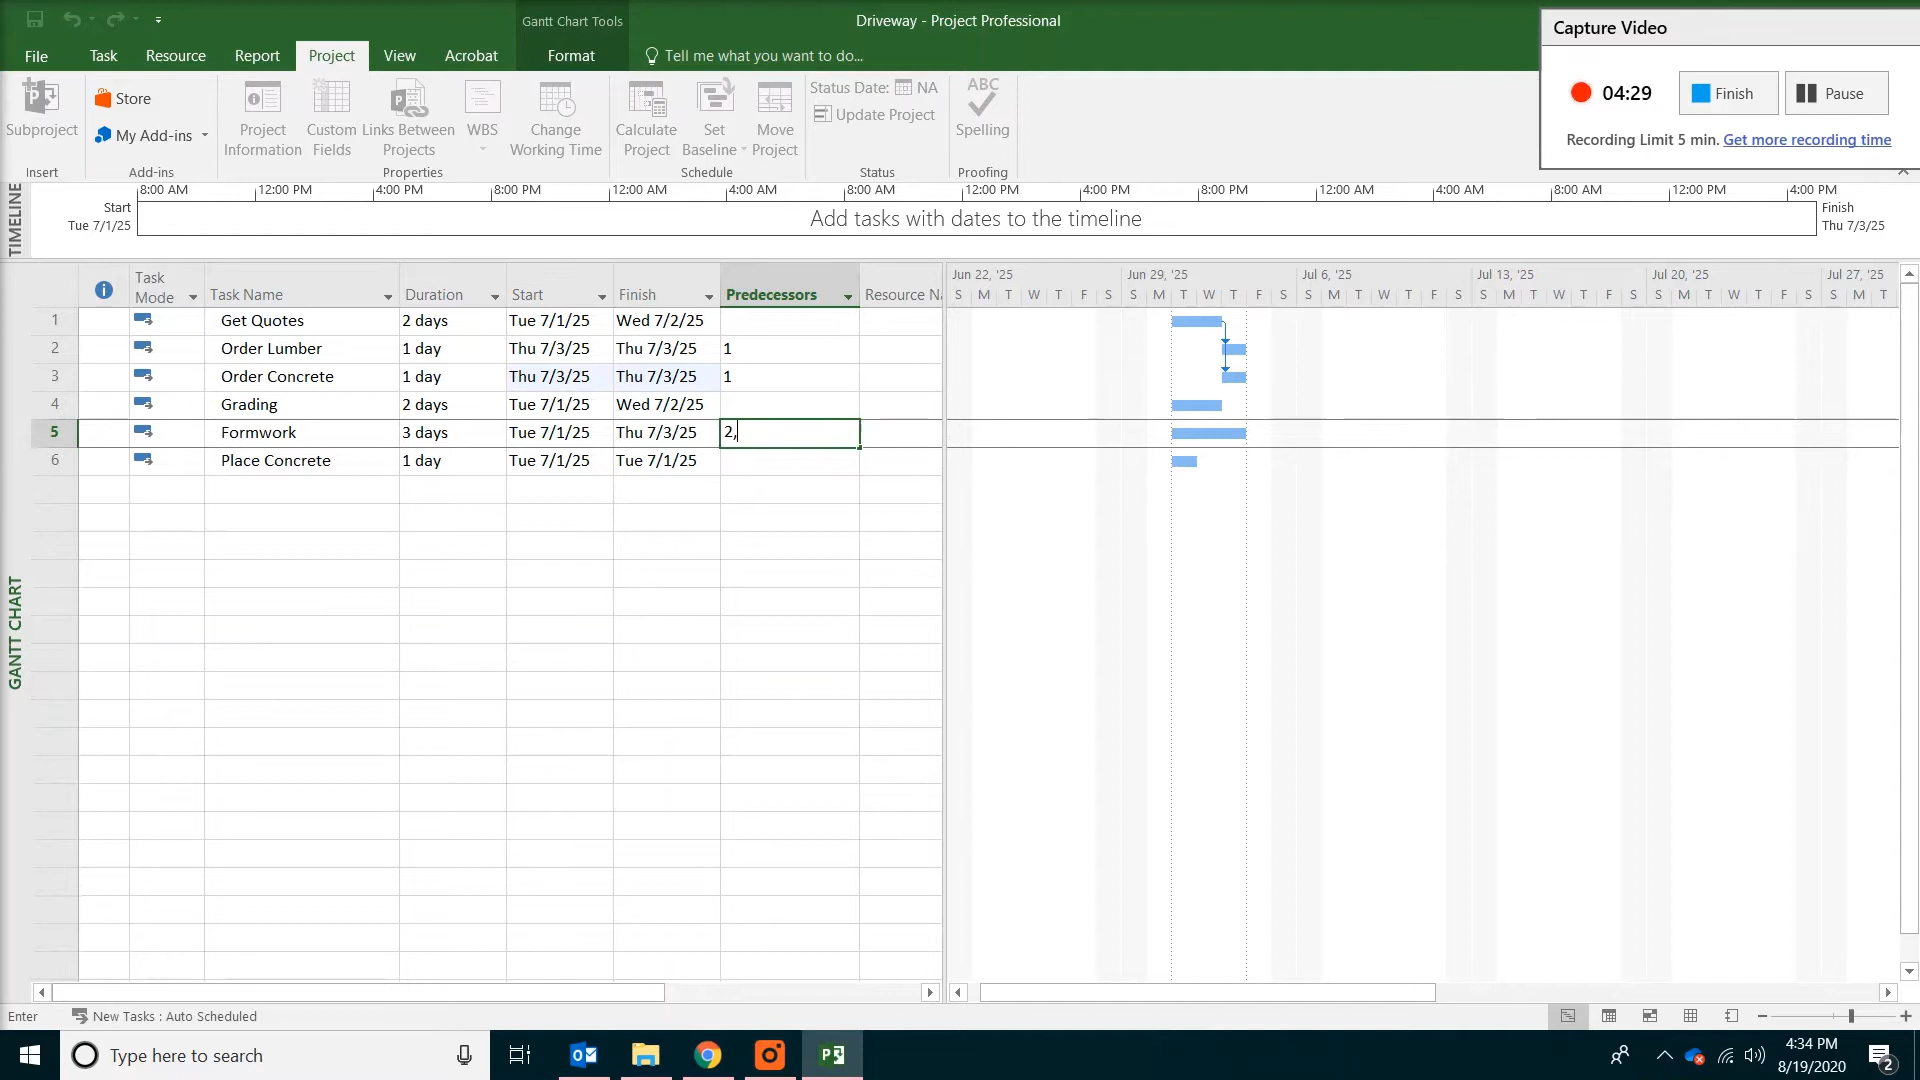 Gantt Chart Tools
Driveway - Project Professional
File Task Resource Report Project View Acrobat Format Tell me what you want to do...
Capture Video
04:29 Finish Pause
Recording Limit 5 min. Get more recording time
Subproject
Store
My Add-ins
Project Information
Custom Fields
Links Between Projects
WBS
Change Working Time
Calculate Project
Set Baseline
Move Project
Status Date: NA
Update Project
ABC
Spelling
Insert Add-ins Properties Schedule Status Proofing
TIMELINE
8:00 AM 12:00 PM 4:00 PM 8:00 PM 12:00 AM 4:00 AM 8:00 AM 12:00 PM 4:00 PM 8:00 PM 12:00 AM 4:00 AM 8:00 AM 12:00 PM 4:00 PM
Start
Tue 7/1/25
Add tasks with dates to the timeline
Finish
Thu 7/3/25
GANTT CHART
Task Mode Task Name Duration Start Finish Predecessors Resource Na
Jun 22, '25 Jun 29, '25 Jul 6, '25 Jul 13, '25 Jul 20, '25 Jul 27, '25
S M T W T F S S M T W T F S S M T W T F S S M T W T F S S M T W T F S S M T
1 Get Quotes 2 days Tue 7/1/25 Wed 7/2/25
2 Order Lumber 1 day Thu 7/3/25 Thu 7/3/25 1
3 Order Concrete 1 day Thu 7/3/25 Thu 7/3/25 1
4 Grading 2 days Tue 7/1/25 Wed 7/2/25
5 Formwork 3 days Tue 7/1/25 Thu 7/3/25 2,
6 Place Concrete 1 day Tue 7/1/25 Tue 7/1/25
Enter New Tasks : Auto Scheduled
Type here to search
4:34 PM
8/19/2020
2